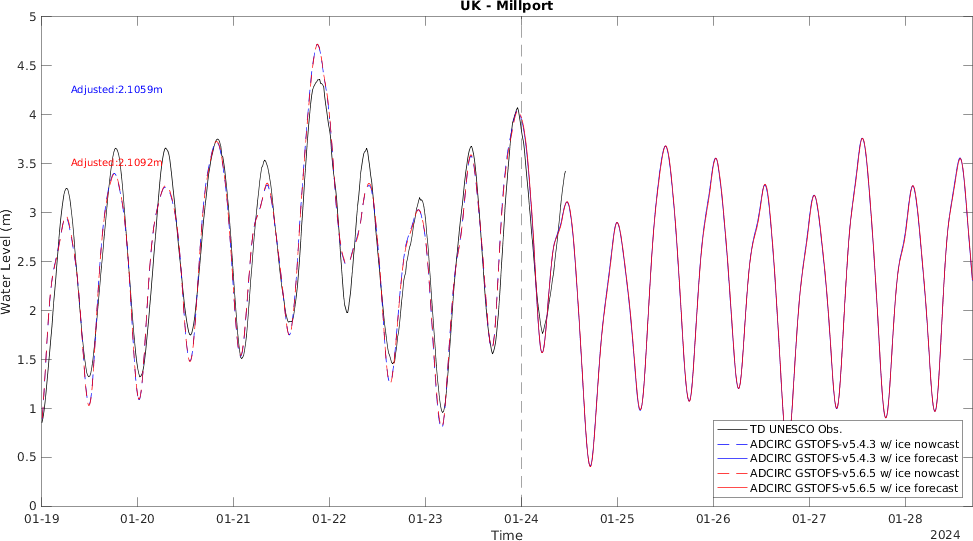 UK - Millport
5
4.5
4
3.5
3
2.5
2
1.5
1
0.5
0
Water Level (m)
Adjusted:2.1059m
Adjusted:2.1092m
TD UNESCO Obs.
ADCIRC GSTOFS-v5.4.3 w/ ice nowcast
ADCIRC GSTOFS-v5.4.3 w/ ice forecast
ADCIRC GSTOFS-v5.6.5 w/ ice nowcast
ADCIRC GSTOFS-v5.6.5 w/ ice forecast
01-19 01-20 01-21 01-22 01-23 01-24 01-25 01-26 01-27 01-28
Time
2024